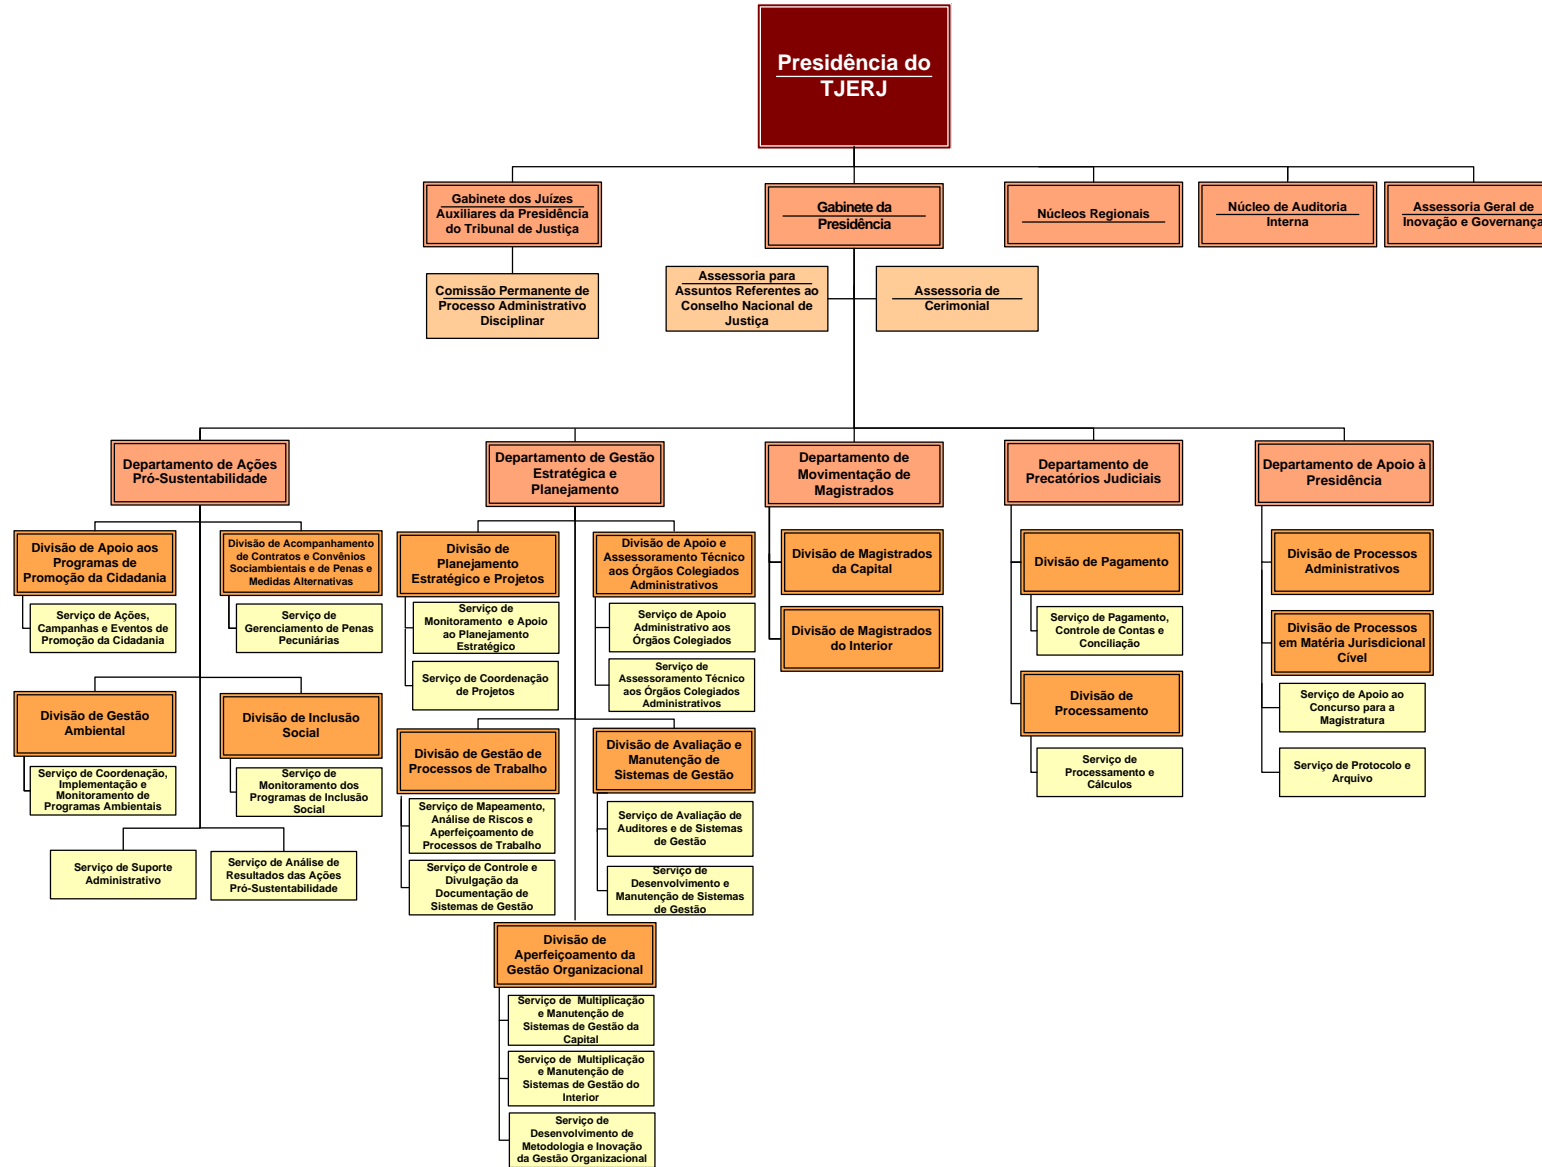 Presidência do
TJERJ
Gabinete dos Juízes
Auxiliares da Presidência
do Tribunal de Justiça
Gabinete da
Presidência
Núcleos Regionais
Núcleo de Auditoria
Interna
Assessoria Geral de
Inovação e Governança
Comissão Permanente de
Processo Administrativo
Disciplinar
Assessoria para
Assuntos Referentes ao
Conselho Nacional de
Justiça
Assessoria de
Cerimonial
Departamento de Ações
Pró-Sustentabilidade
Departamento de Gestão
Estratégica e
Planejamento
Departamento de
Movimentação de
Magistrados
Departamento de
Precatórios Judiciais
Departamento de Apoio à
Presidência
Divisão de Apoio aos
Programas de
Promoção da Cidadania
Divisão de Acompanhamento
de Contratos e Convênios
Sociambientais e de Penas e
Medidas Alternativas
Serviço de Ações,
Campanhas e Eventos de
Promoção da Cidadania
Serviço de
Gerenciamento de Penas
Pecuniárias
Divisão de Gestão
Ambiental
Divisão de Inclusão
Social
Serviço de Coordenação,
Implementação e
Monitoramento de
Programas Ambientais
Serviço de
Monitoramento dos
Programas de Inclusão
Social
Serviço de Suporte
Administrativo
Serviço de Análise de
Resultados das Ações
Pró-Sustentabilidade
Divisão de
Planejamento
Estratégico e Projetos
Divisão de Apoio e
Assessoramento Técnico
aos Órgãos Colegiados
Administrativos
Serviço de
Monitoramento e Apoio
ao Planejamento
Estratégico
Serviço de Coordenação
de Projetos
Serviço de Apoio
Administrativo aos
Órgãos Colegiados
Serviço de
Assessoramento Técnico
aos Órgãos Colegiados
Administrativos
Divisão de Gestão de
Processos de Trabalho
Divisão de Avaliação e
Manutenção de
Sistemas de Gestão
Serviço de Mapeamento,
Análise de Riscos e
Aperfeiçoamento de
Processos de Trabalho
Serviço de Controle e
Divulgação da
Documentação de
Sistemas de Gestão
Serviço de Avaliação de
Auditores e de Sistemas
de Gestão
Serviço de
Desenvolvimento e
Manutenção de Sistemas
de Gestão
Divisão de
Aperfeiçoamento da
Gestão Organizacional
Serviço de Multiplicação
e Manutenção de
Sistemas de Gestão da
Capital
Serviço de Multiplicação
e Manutenção de
Sistemas de Gestão do
Interior
Serviço de
Desenvolvimento de
Metodologia e Inovação
da Gestão Organizacional
Divisão de Magistrados
da Capital
Divisão de Magistrados
do Interior
Divisão de Pagamento
Serviço de Pagamento,
Controle de Contas e
Conciliação
Divisão de
Processamento
Serviço de
Processamento e
Cálculos
Divisão de Processos
Administrativos
Divisão de Processos
em Matéria Jurisdicional
Cível
Serviço de Apoio ao
Concurso para a
Magistratura
Serviço de Protocolo e
Arquivo